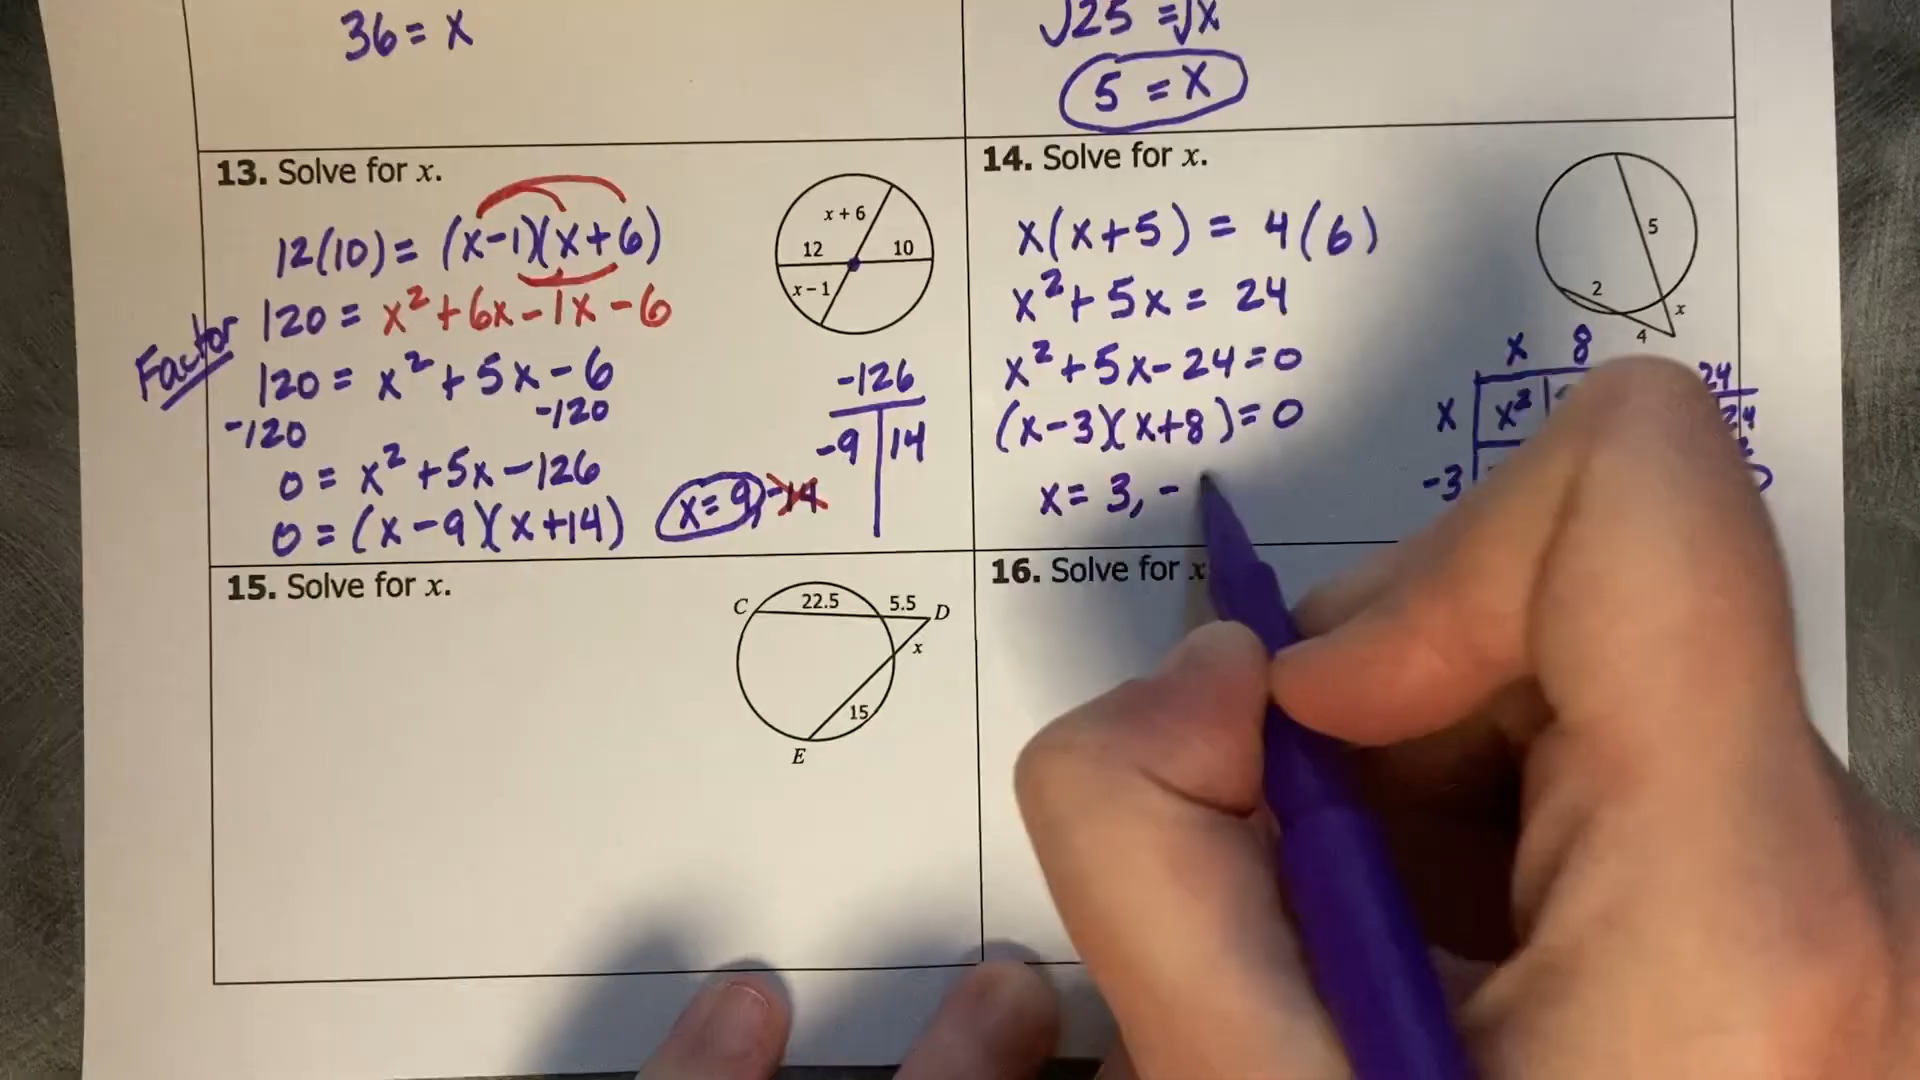 36 = x
√25 = √x
5 = x
13. Solve for x.
12(10) = (x-1)(x+6)
120 = x² + 6x - 1x - 6
Factor
120 = x² + 5x - 6
-120 -120
0 = x² + 5x - 126
0 = (x-9)(x+14)
x = 9, -14
x + 6
12
10
x - 1
-126
-9 14
14. Solve for x.
x(x+5) = 4(6)
x² + 5x = 24
x² + 5x - 24 = 0
(x-3)(x+8) = 0
x = 3, -
5
2
x
4
x 8
x x²
-3
24
15. Solve for x.
C 22.5 5.5 D
x
15
E
16. Solve for x